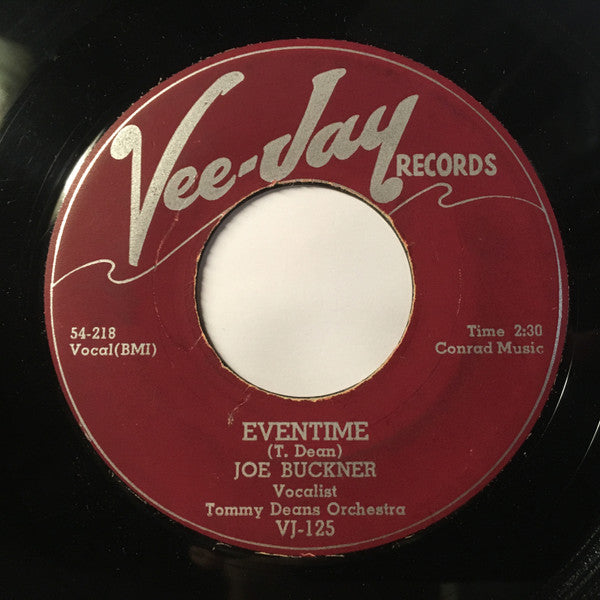 Vee-Jay
RECORDS
54-218
Vocal(BMI)
Time 2:30
Conrad Music
EVENTIME
(T. Dean)
JOE BUCKNER
Vocalist
Tommy Deans Orchestra
VJ-125